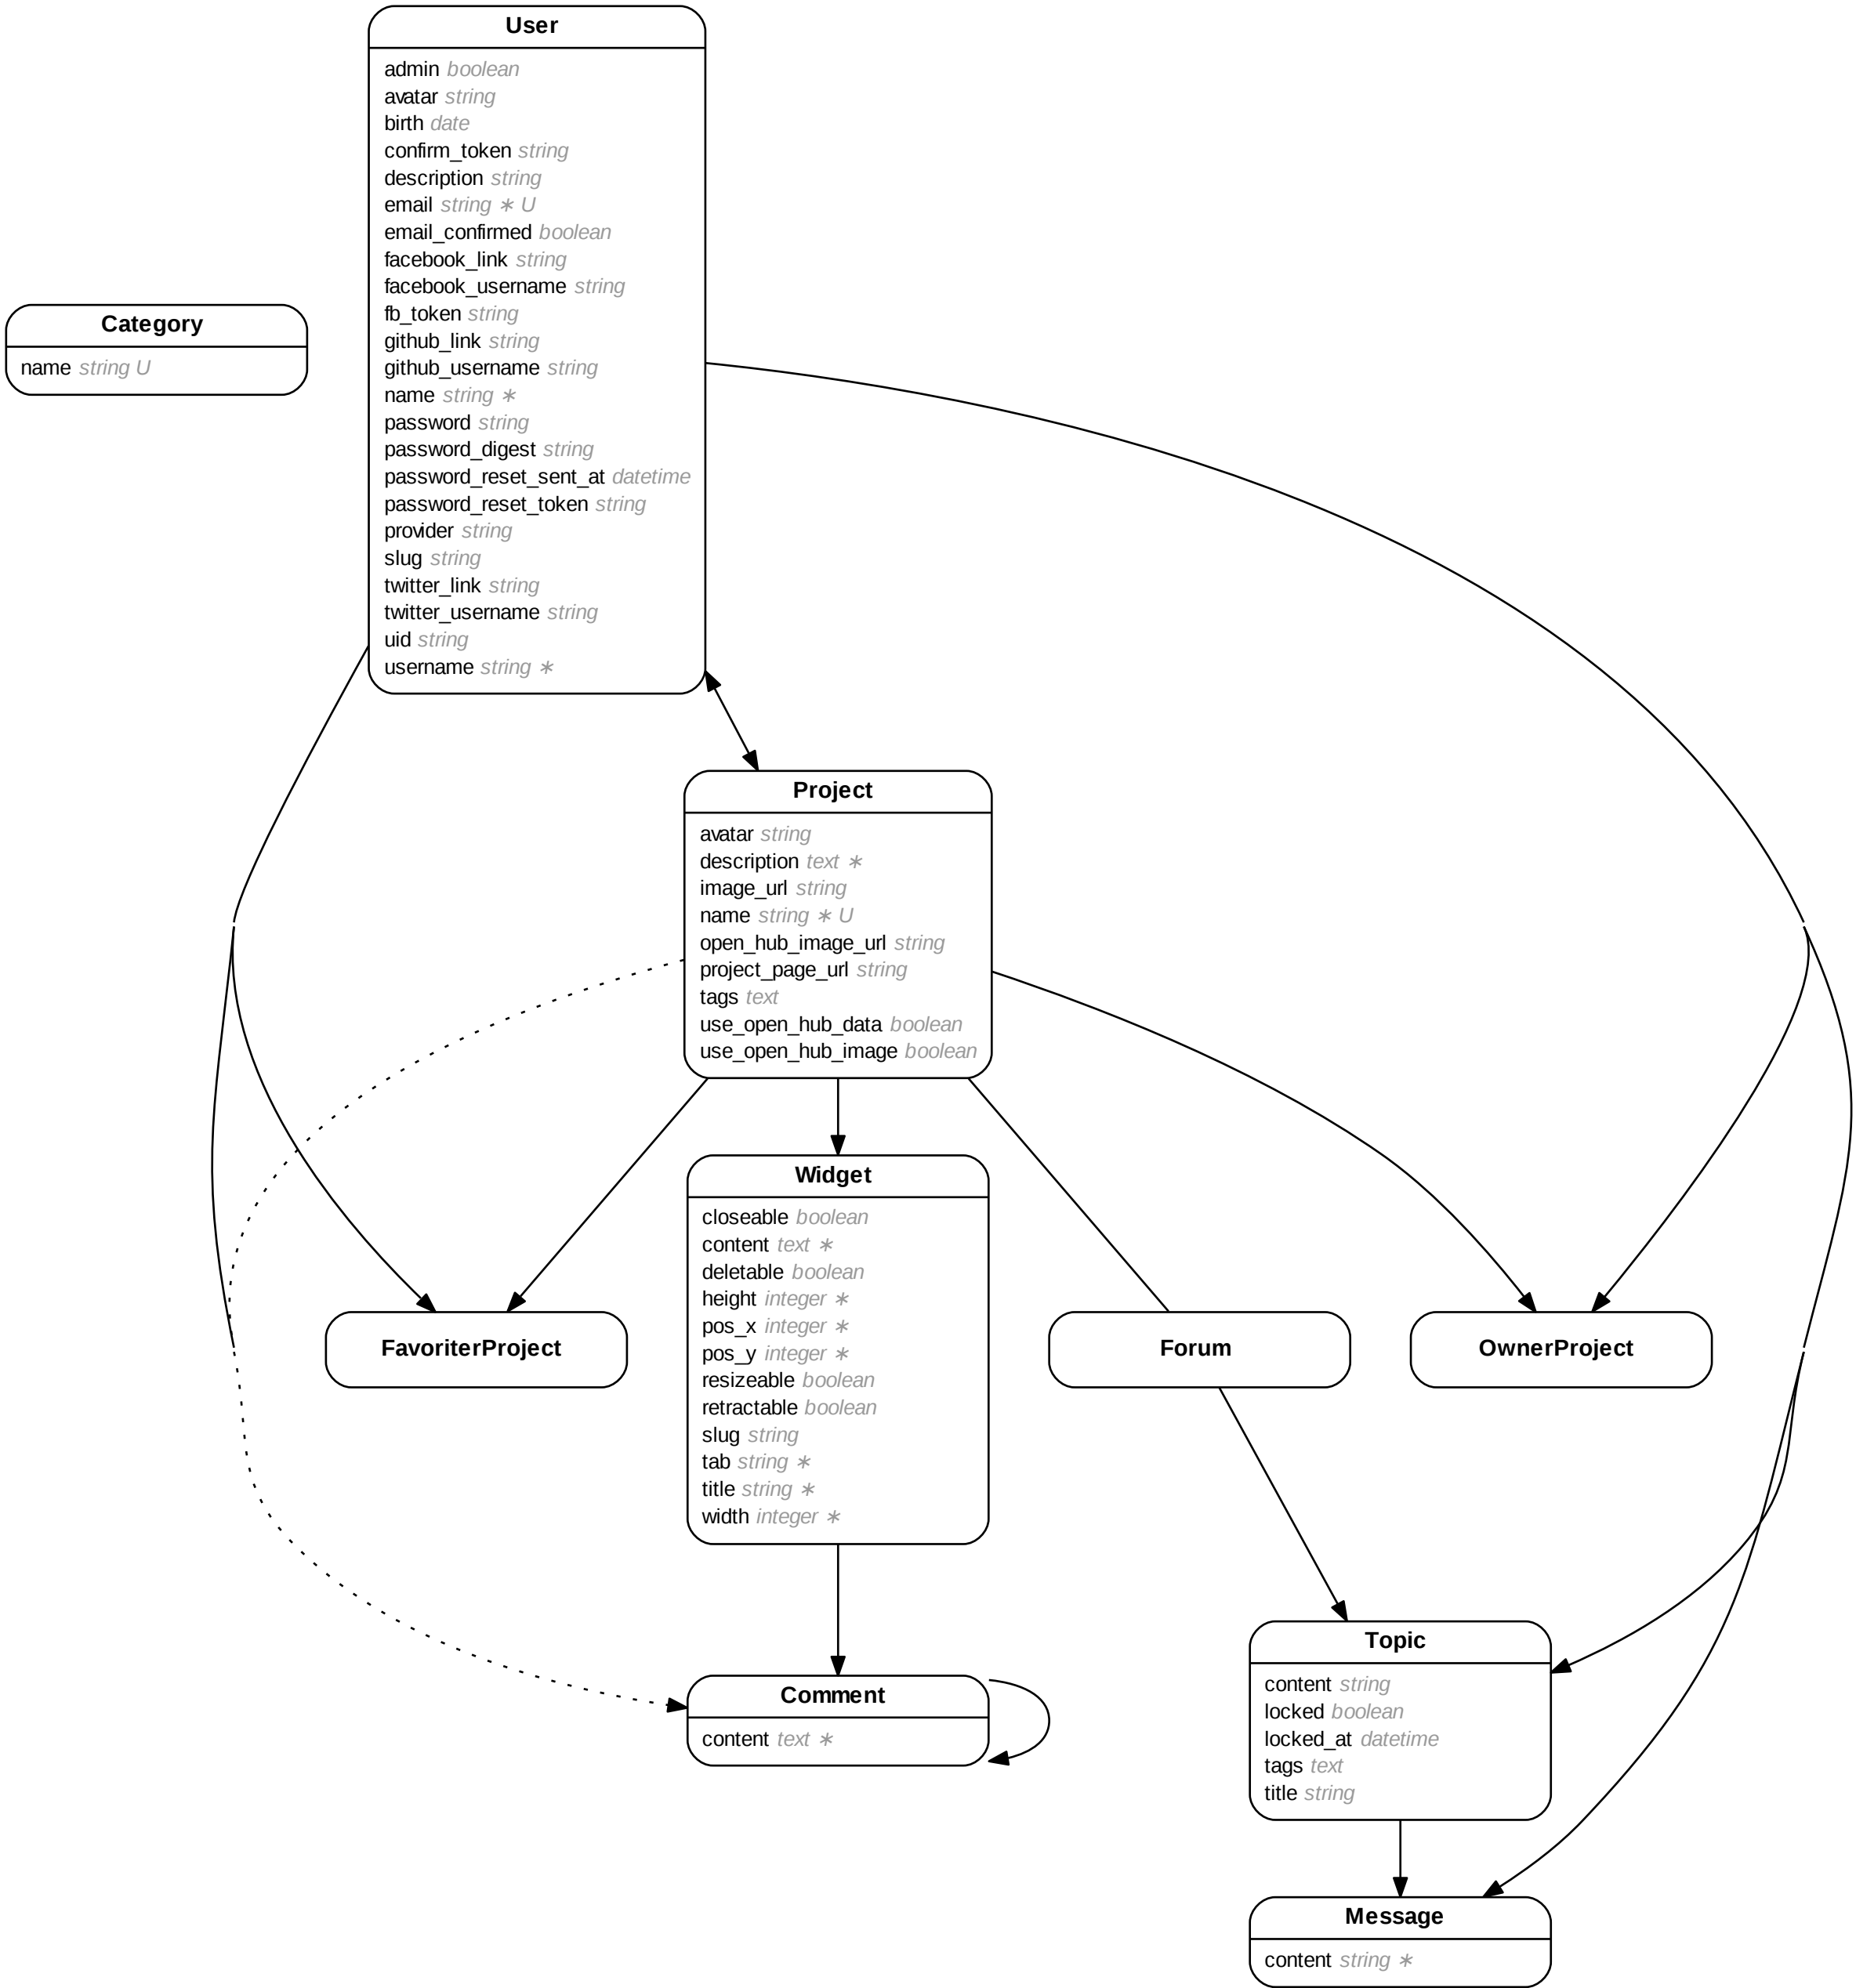 User
admin boolean
avatar string
birth date
confirm_token string
description string
email string ∗ U
email_confirmed boolean
facebook_link string
facebook_username string
fb_token string
github_link string
github_username string
name string ∗
password string
password_digest string
password_reset_sent_at datetime
password_reset_token string
provider string
slug string
twitter_link string
twitter_username string
uid string
username string ∗
Category
name string U
Project
avatar string
description text ∗
image_url string
name string ∗ U
open_hub_image_url string
project_page_url string
tags text
use_open_hub_data boolean
use_open_hub_image boolean
Widget
closeable boolean
content text ∗
deletable boolean
height integer ∗
pos_x integer ∗
pos_y integer ∗
resizeable boolean
retractable boolean
slug string
tab string ∗
title string ∗
width integer ∗
FavoriterProject
Forum
OwnerProject
Topic
content string
locked boolean
locked_at datetime
tags text
title string
Comment
content text ∗
Message
content string ∗